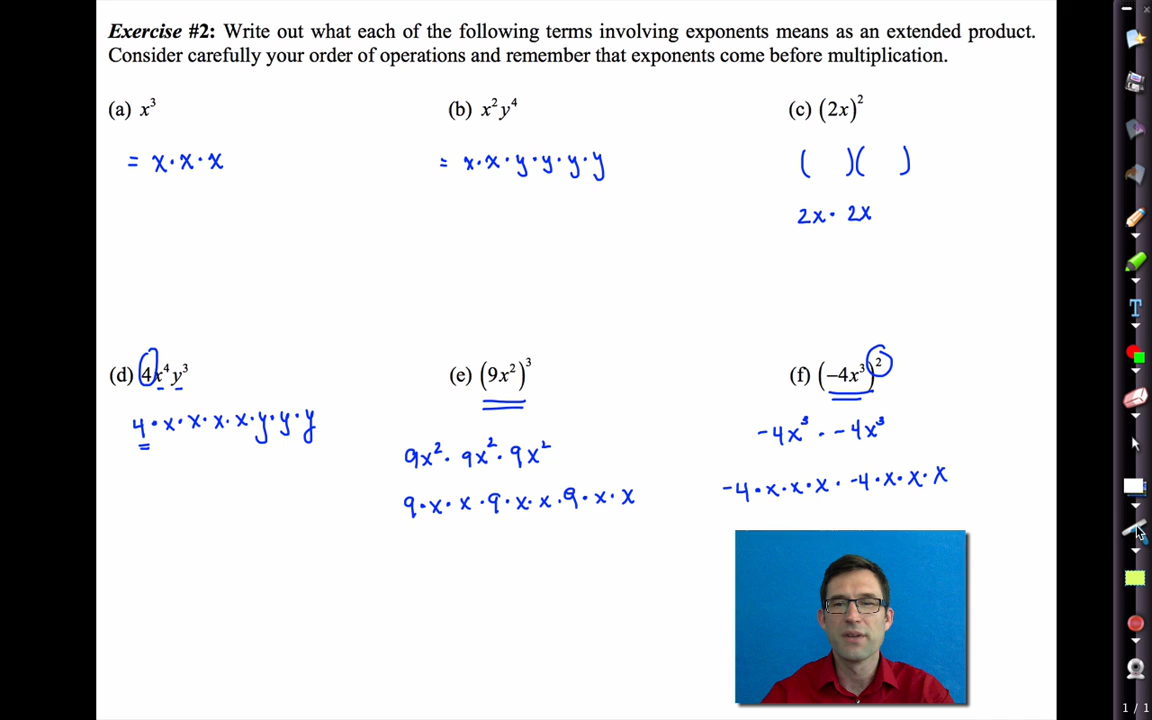 Exercise #2: Write out what each of the following terms involving exponents means as an extended product.
Consider carefully your order of operations and remember that exponents come before multiplication.
(a) x³ (b) x²y⁴ (c) (2x)²
= x·x·x = x·x·y·y·y·y ( )( )
2x · 2x
(d) 4x⁴y³ (e) (9x²)³ (f) (−4x³)²
4·x·x·x·x·y·y·y -4x³ · -4x³
9x² · 9x² · 9x²
9·x·x·9·x·x·9·x·x -4·x·x·x·-4·x·x·x
1 / 1